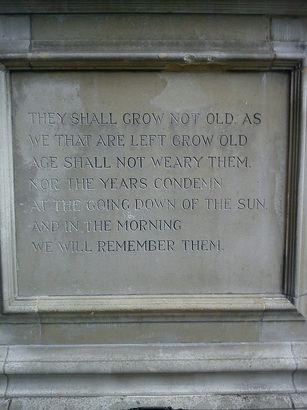 THEY SHALL GROW NOT OLD. AS
WE THAT ARE LEFT GROW OLD
AGE SHALL NOT WEARY THEM.
NOR THE YEARS CONDEMN
AT THE GOING DOWN OF THE SUN
AND IN THE MORNING
WE WILL REMEMBER THEM.